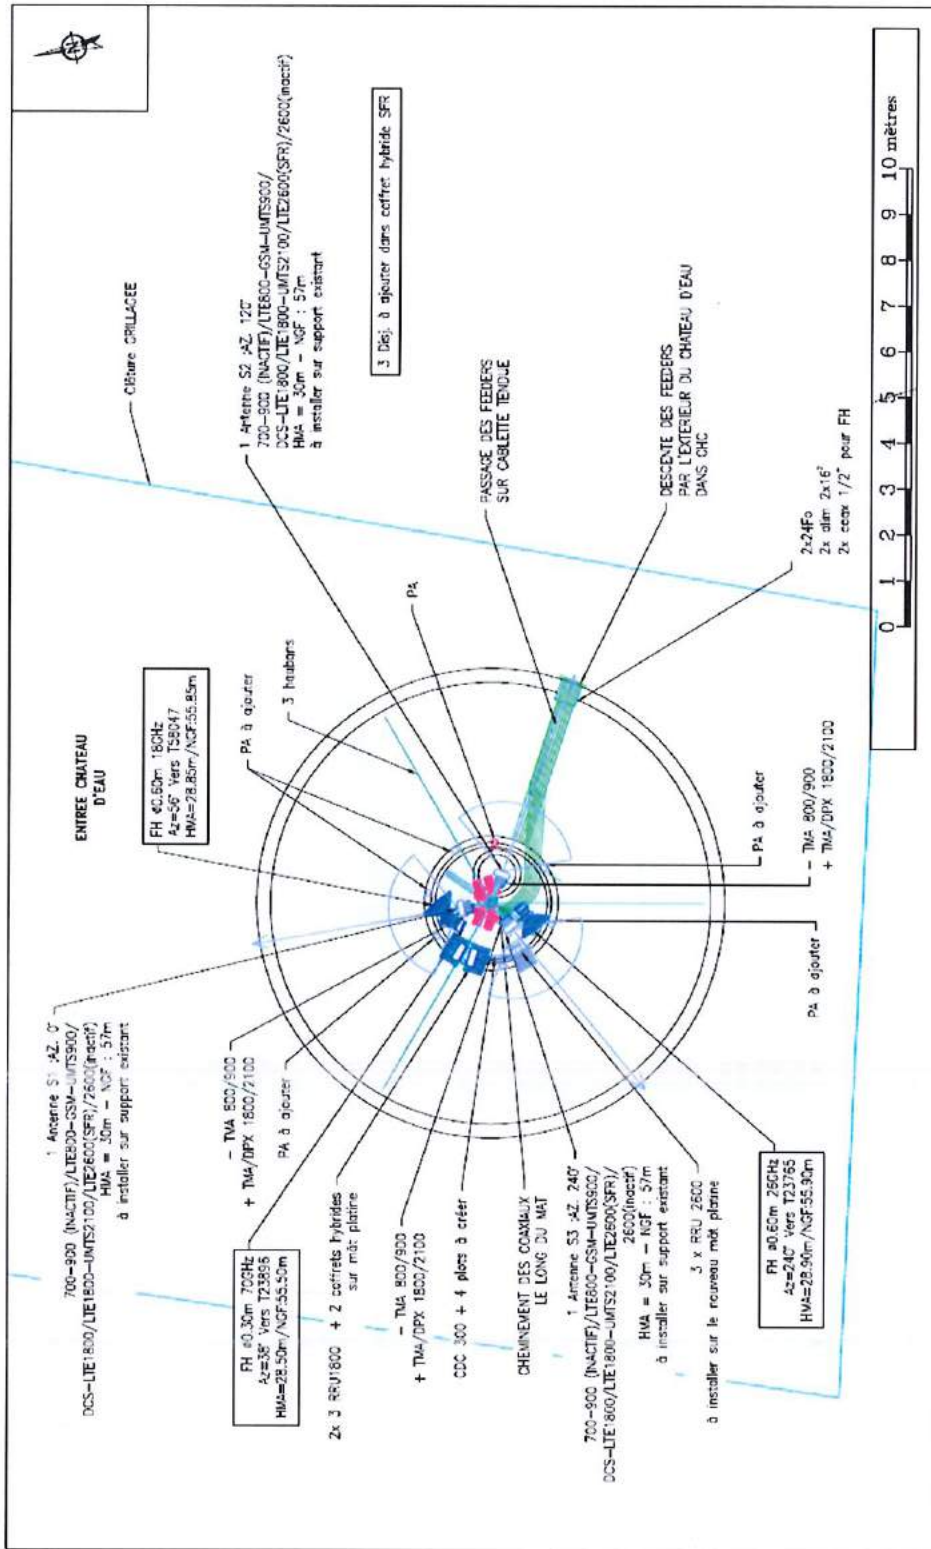 N
Clôture GRILLAGEE
ENTREE CHATEAU
D'EAU
1 Antenne S1 :AZ. 0°
700-900 (INACTIF)/LTE800-GSM-UMTS900/
DCS-LTE1800/LTE1800-UMTS2100/LTE2600(SFR)/2600(inactif)
HMA = 30m - NGF : 57m
à installer sur support existant
FH ø0.60m 18GHz
Az=56° Vers T58047
HMA=28.85m/NGF:55.85m
PA à ajouter
3 haubans
1 Antenne S2 :AZ. 120°
700-900 (INACTIF)/LTE800-GSM-UMTS900/
DCS-LTE1800/LTE1800-UMTS2100/LTE2600(SFR)/2600(inactif)
HMA = 30m - NGF : 57m
à installer sur support existant
3 Disj. à ajouter dans coffret hybride SFR
- TMA 800/900
+ TMA/DPX 1800/2100
PA à ajouter
PA
FH ø0.30m 70GHz
Az=38° Vers T23896
HMA=28.50m/NGF:55.50m
2x 3 RRU1800 + 2 coffrets hybrides
sur mât platine
PASSAGE DES FEEDERS
SUR CABLETTE TENDUE
- TMA 800/900
+ TMA/DPX 1800/2100
CDC 300 + 4 plots à créer
CHEMINEMENT DES COAXIAUX
LE LONG DU MAT
DESCENTE DES FEEDERS
PAR L'EXTERIEUR DU CHATEAU D'EAU
DANS CHC
1 Antenne S3 :AZ. 240°
700-900 (INACTIF)/LTE800-GSM-UMTS900/
DCS-LTE1800/LTE1800-UMTS2100/LTE2600(SFR)/
2600(inactif)
HMA = 30m - NGF : 57m
à installer sur support existant
2x24Fo
2x alim 2x16²
2x coax 1/2" pour FH
3 x RRU 2600
à installer sur le nouveau mât platine
PA à ajouter
FH ø0.60m 26GHz
Az=240° Vers T23765
HMA=28.90m/NGF:55.90m
PA à ajouter
- TMA 800/900
+ TMA/DPX 1800/2100
0 1 2 3 4 5 6 7 8 9 10 mètres